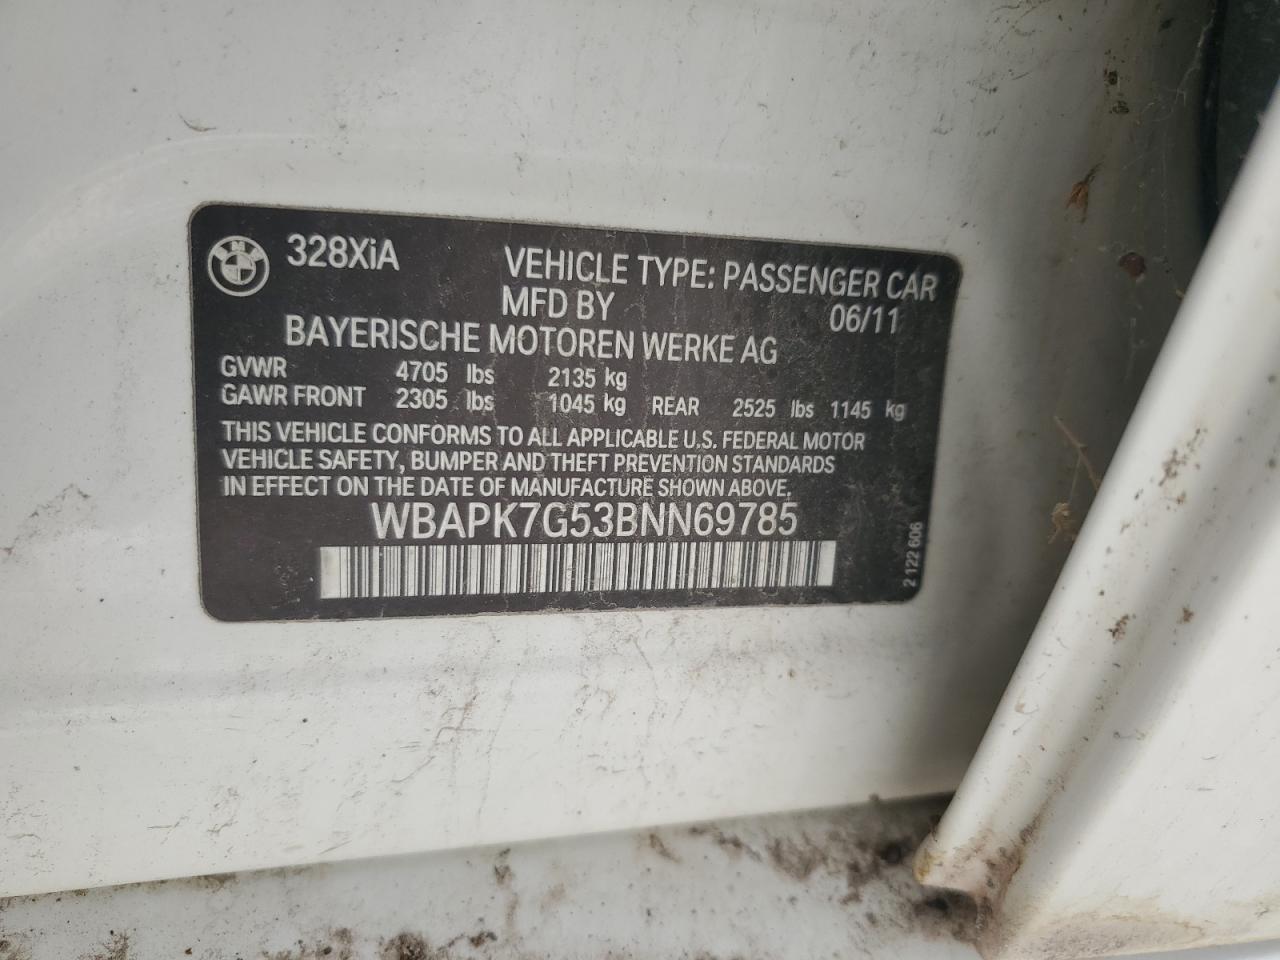 BMW 328XiA VEHICLE TYPE: PASSENGER CAR
MFD BY 06/11
BAYERISCHE MOTOREN WERKE AG
GVWR 4705 lbs 2135 kg
GAWR FRONT 2305 lbs 1045 kg REAR 2525 lbs 1145 kg
THIS VEHICLE CONFORMS TO ALL APPLICABLE U.S. FEDERAL MOTOR
VEHICLE SAFETY, BUMPER AND THEFT PREVENTION STANDARDS
IN EFFECT ON THE DATE OF MANUFACTURE SHOWN ABOVE.
WBAPK7G53BNN69785
2 122 606